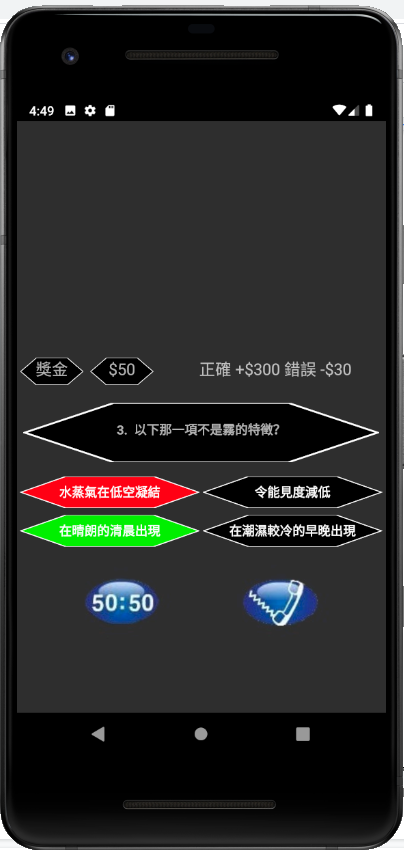 4:49
獎金 $50 正確 +$300 錯誤 -$30
3. 以下那一項不是霧的特徵?
水蒸氣在低空凝結 令能見度減低
在晴朗的清晨出現 在潮濕較冷的早晚出現
50:50